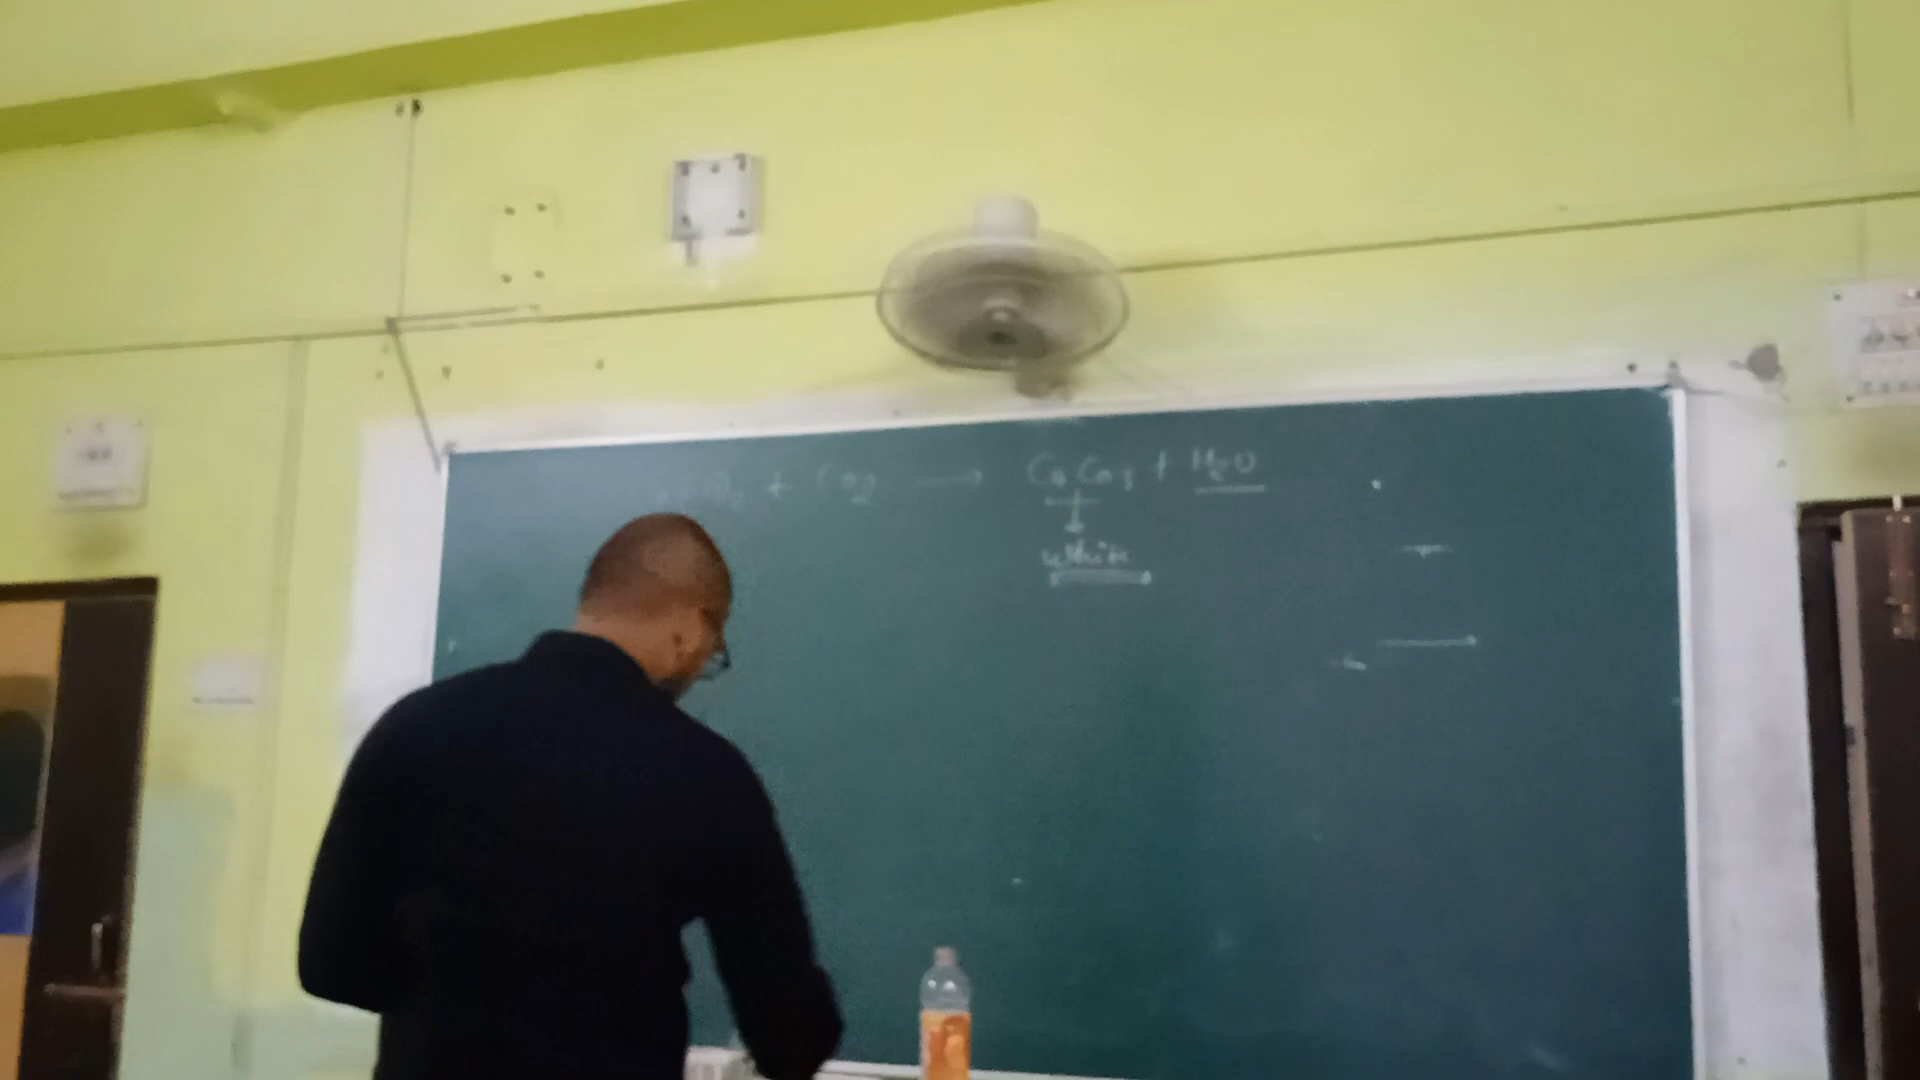 + CO2 → CaCO3 + H2O
↓
white